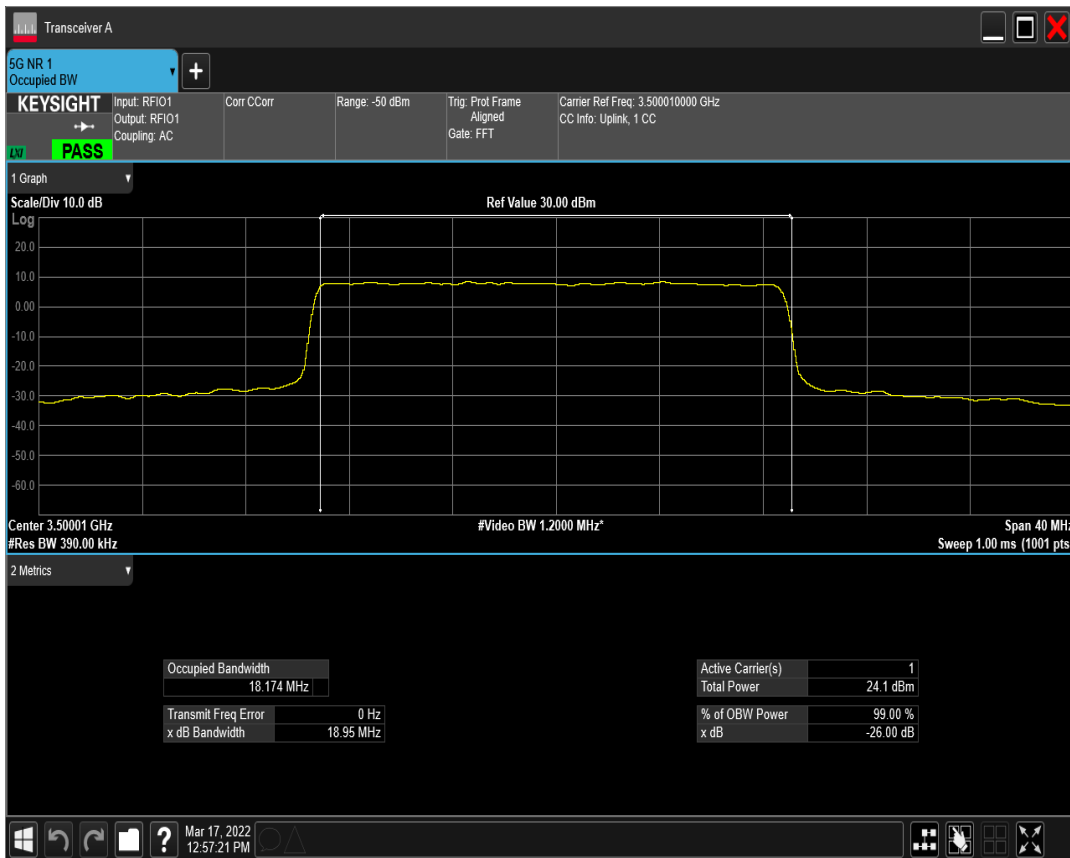 Transceiver A
5G NR 1
Occupied BW
+
KEYSIGHT
LXI
PASS
Input: RFIO1
Output: RFIO1
Coupling: AC
Corr CCorr
Range: -50 dBm
Trig: Prot Frame
Aligned
Gate: FFT
Carrier Ref Freq: 3.500010000 GHz
CC Info: Uplink, 1 CC
1 Graph
Scale/Div 10.0 dB
Ref Value 30.00 dBm
Log
20.0
10.0
0.00
-10.0
-20.0
-30.0
-40.0
-50.0
-60.0
Center 3.50001 GHz
#Video BW 1.2000 MHz*
Span 40 MHz
#Res BW 390.00 kHz
Sweep 1.00 ms (1001 pts
2 Metrics
Occupied Bandwidth
18.174 MHz
Transmit Freq Error 0 Hz
x dB Bandwidth 18.95 MHz
Active Carrier(s) 1
Total Power 24.1 dBm
% of OBW Power 99.00 %
x dB -26.00 dB
?
Mar 17, 2022
12:57:21 PM